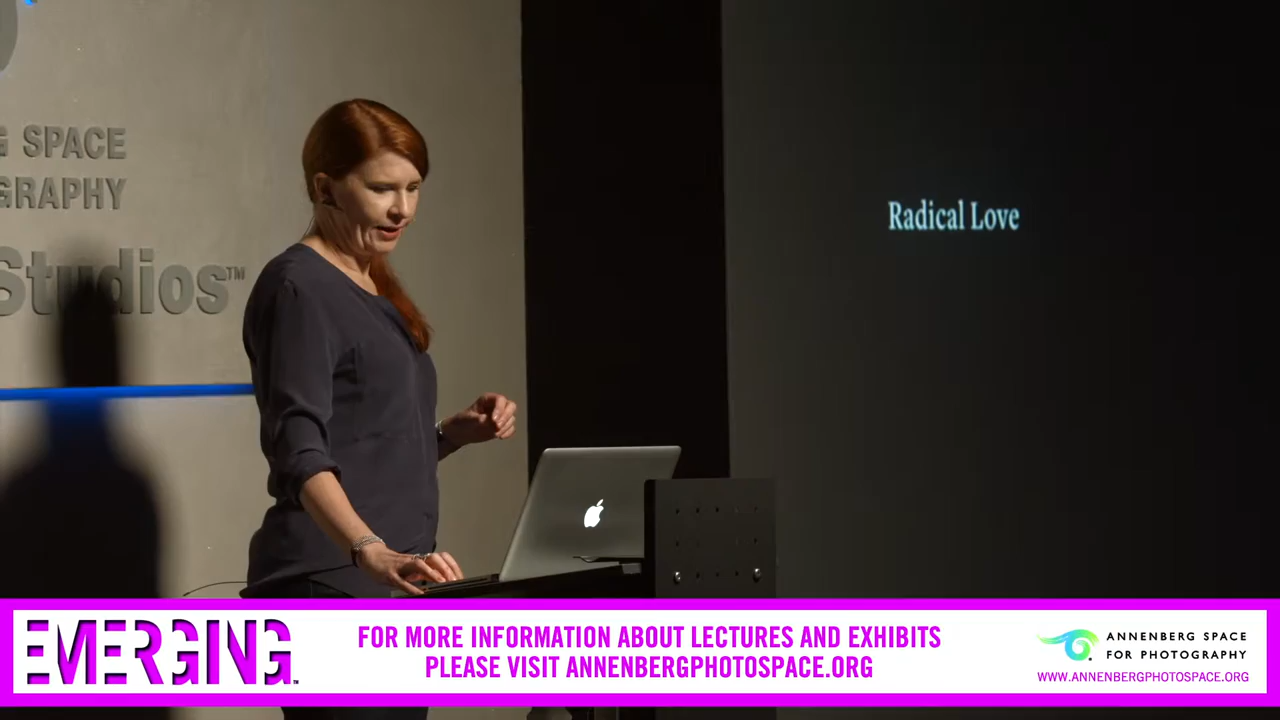 SPACE
GRAPHY
Studios™
Radical Love
EMERGING
FOR MORE INFORMATION ABOUT LECTURES AND EXHIBITS
PLEASE VISIT ANNENBERGPHOTOSPACE.ORG
ANNENBERG SPACE
FOR PHOTOGRAPHY
WWW.ANNENBERGPHOTOSPACE.ORG